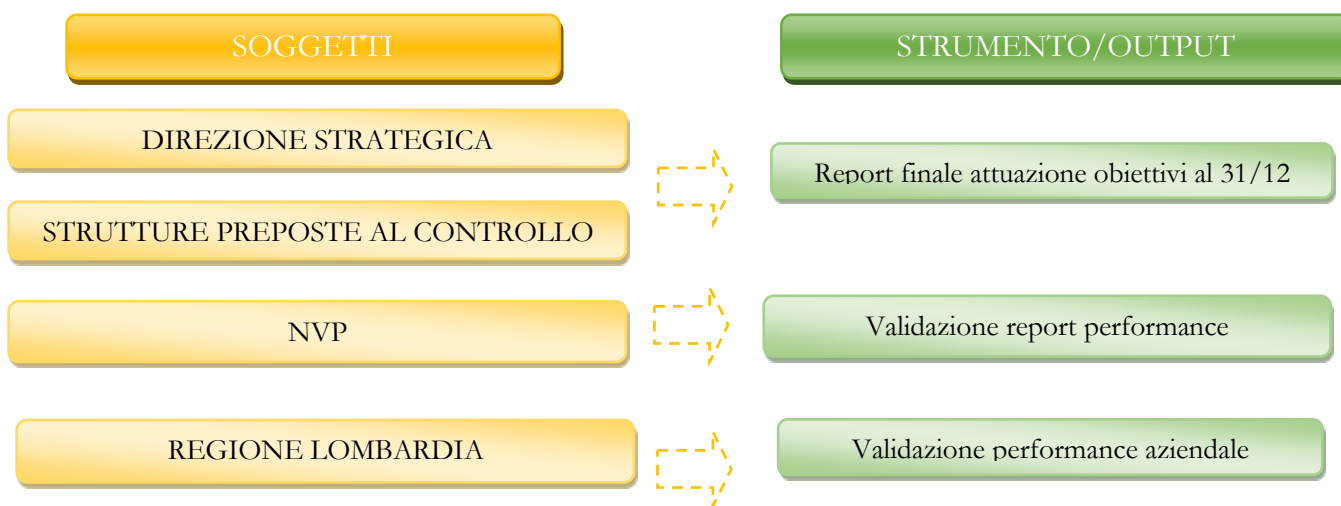 SOGGETTI
STRUMENTO/OUTPUT
DIREZIONE STRATEGICA
STRUTTURE PREPOSTE AL CONTROLLO
Report finale attuazione obiettivi al 31/12
NVP
Validazione report performance
REGIONE LOMBARDIA
Validazione performance aziendale